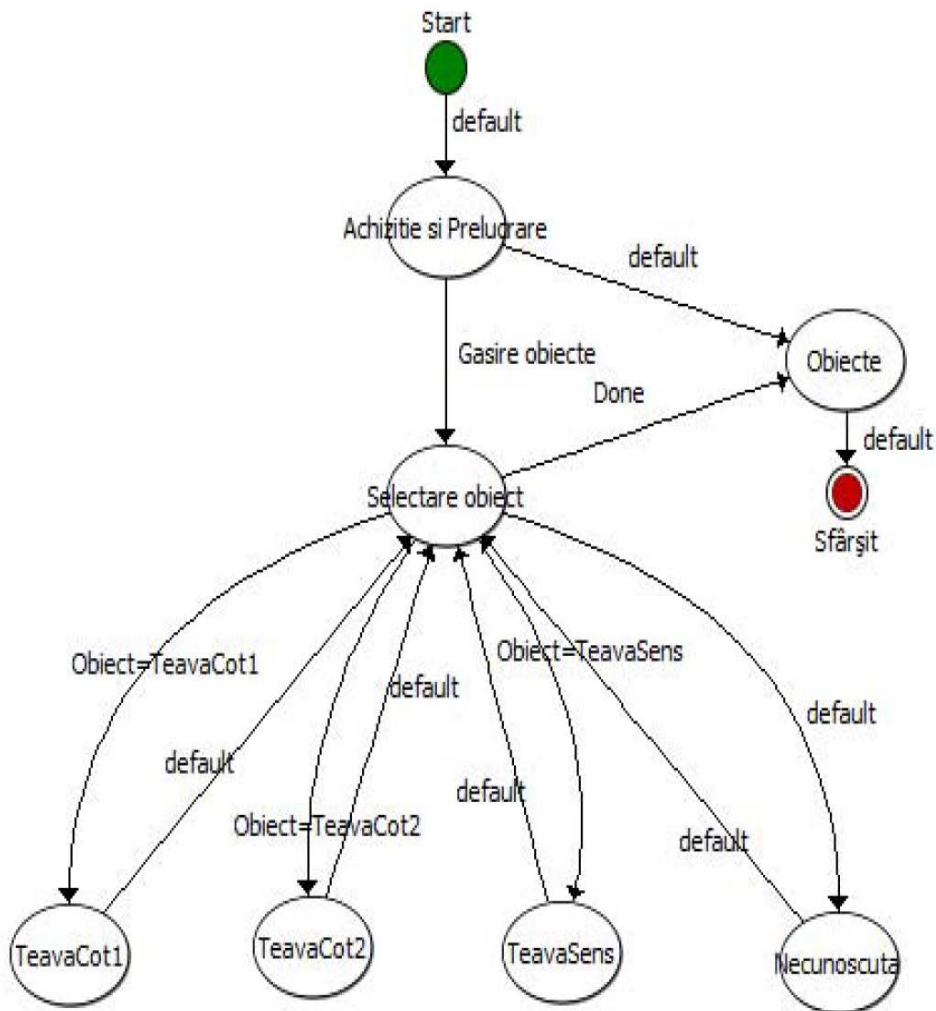 Start
default
Achizitie si Prelucrare
default
Gasire obiecte
Obiecte
Done
default
Selectare obiect
Sfârşit
Obiect=TeavaCot1
Obiect=TeavaSens
default
default
default
default
Obiect=TeavaCot2
default
TeavaCot1
TeavaCot2
TeavaSens
Necunoscuta